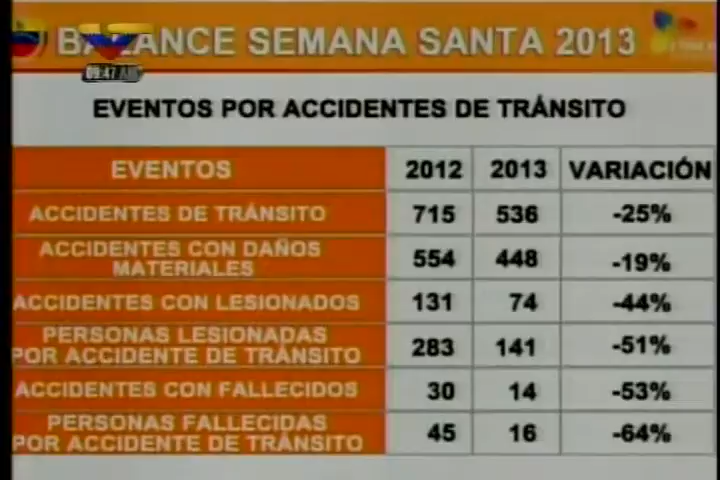 BALANCE SEMANA SANTA 2013
09:47 AM
EVENTOS POR ACCIDENTES DE TRÁNSITO
EVENTOS 2012 2013 VARIACIÓN
ACCIDENTES DE TRÁNSITO 715 536 -25%
ACCIDENTES CON DAÑOS
MATERIALES 554 448 -19%
ACCIDENTES CON LESIONADOS 131 74 -44%
PERSONAS LESIONADAS
POR ACCIDENTE DE TRÁNSITO 283 141 -51%
ACCIDENTES CON FALLECIDOS 30 14 -53%
PERSONAS FALLECIDAS
POR ACCIDENTE DE TRÁNSITO 45 16 -64%